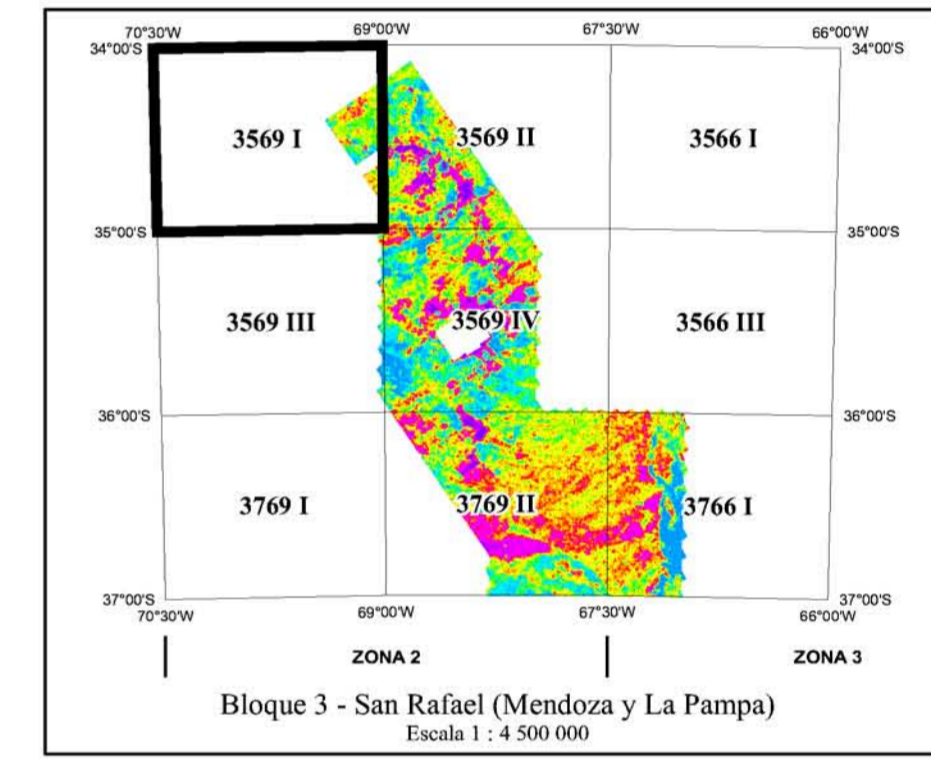 70°30'W 69°00'W 67°30'W 66°00'W
34°00'S 34°00'S
3569 I 3569 II 3566 I
35°00'S 35°00'S
3569 III 3569 IV 3566 III
36°00'S 36°00'S
3769 I 3769 II 3766 I
37°00'S 37°00'S
70°30'W 69°00'W 67°30'W 66°00'W
ZONA 2 ZONA 3
Bloque 3 - San Rafael (Mendoza y La Pampa)
Escala 1 : 4 500 000